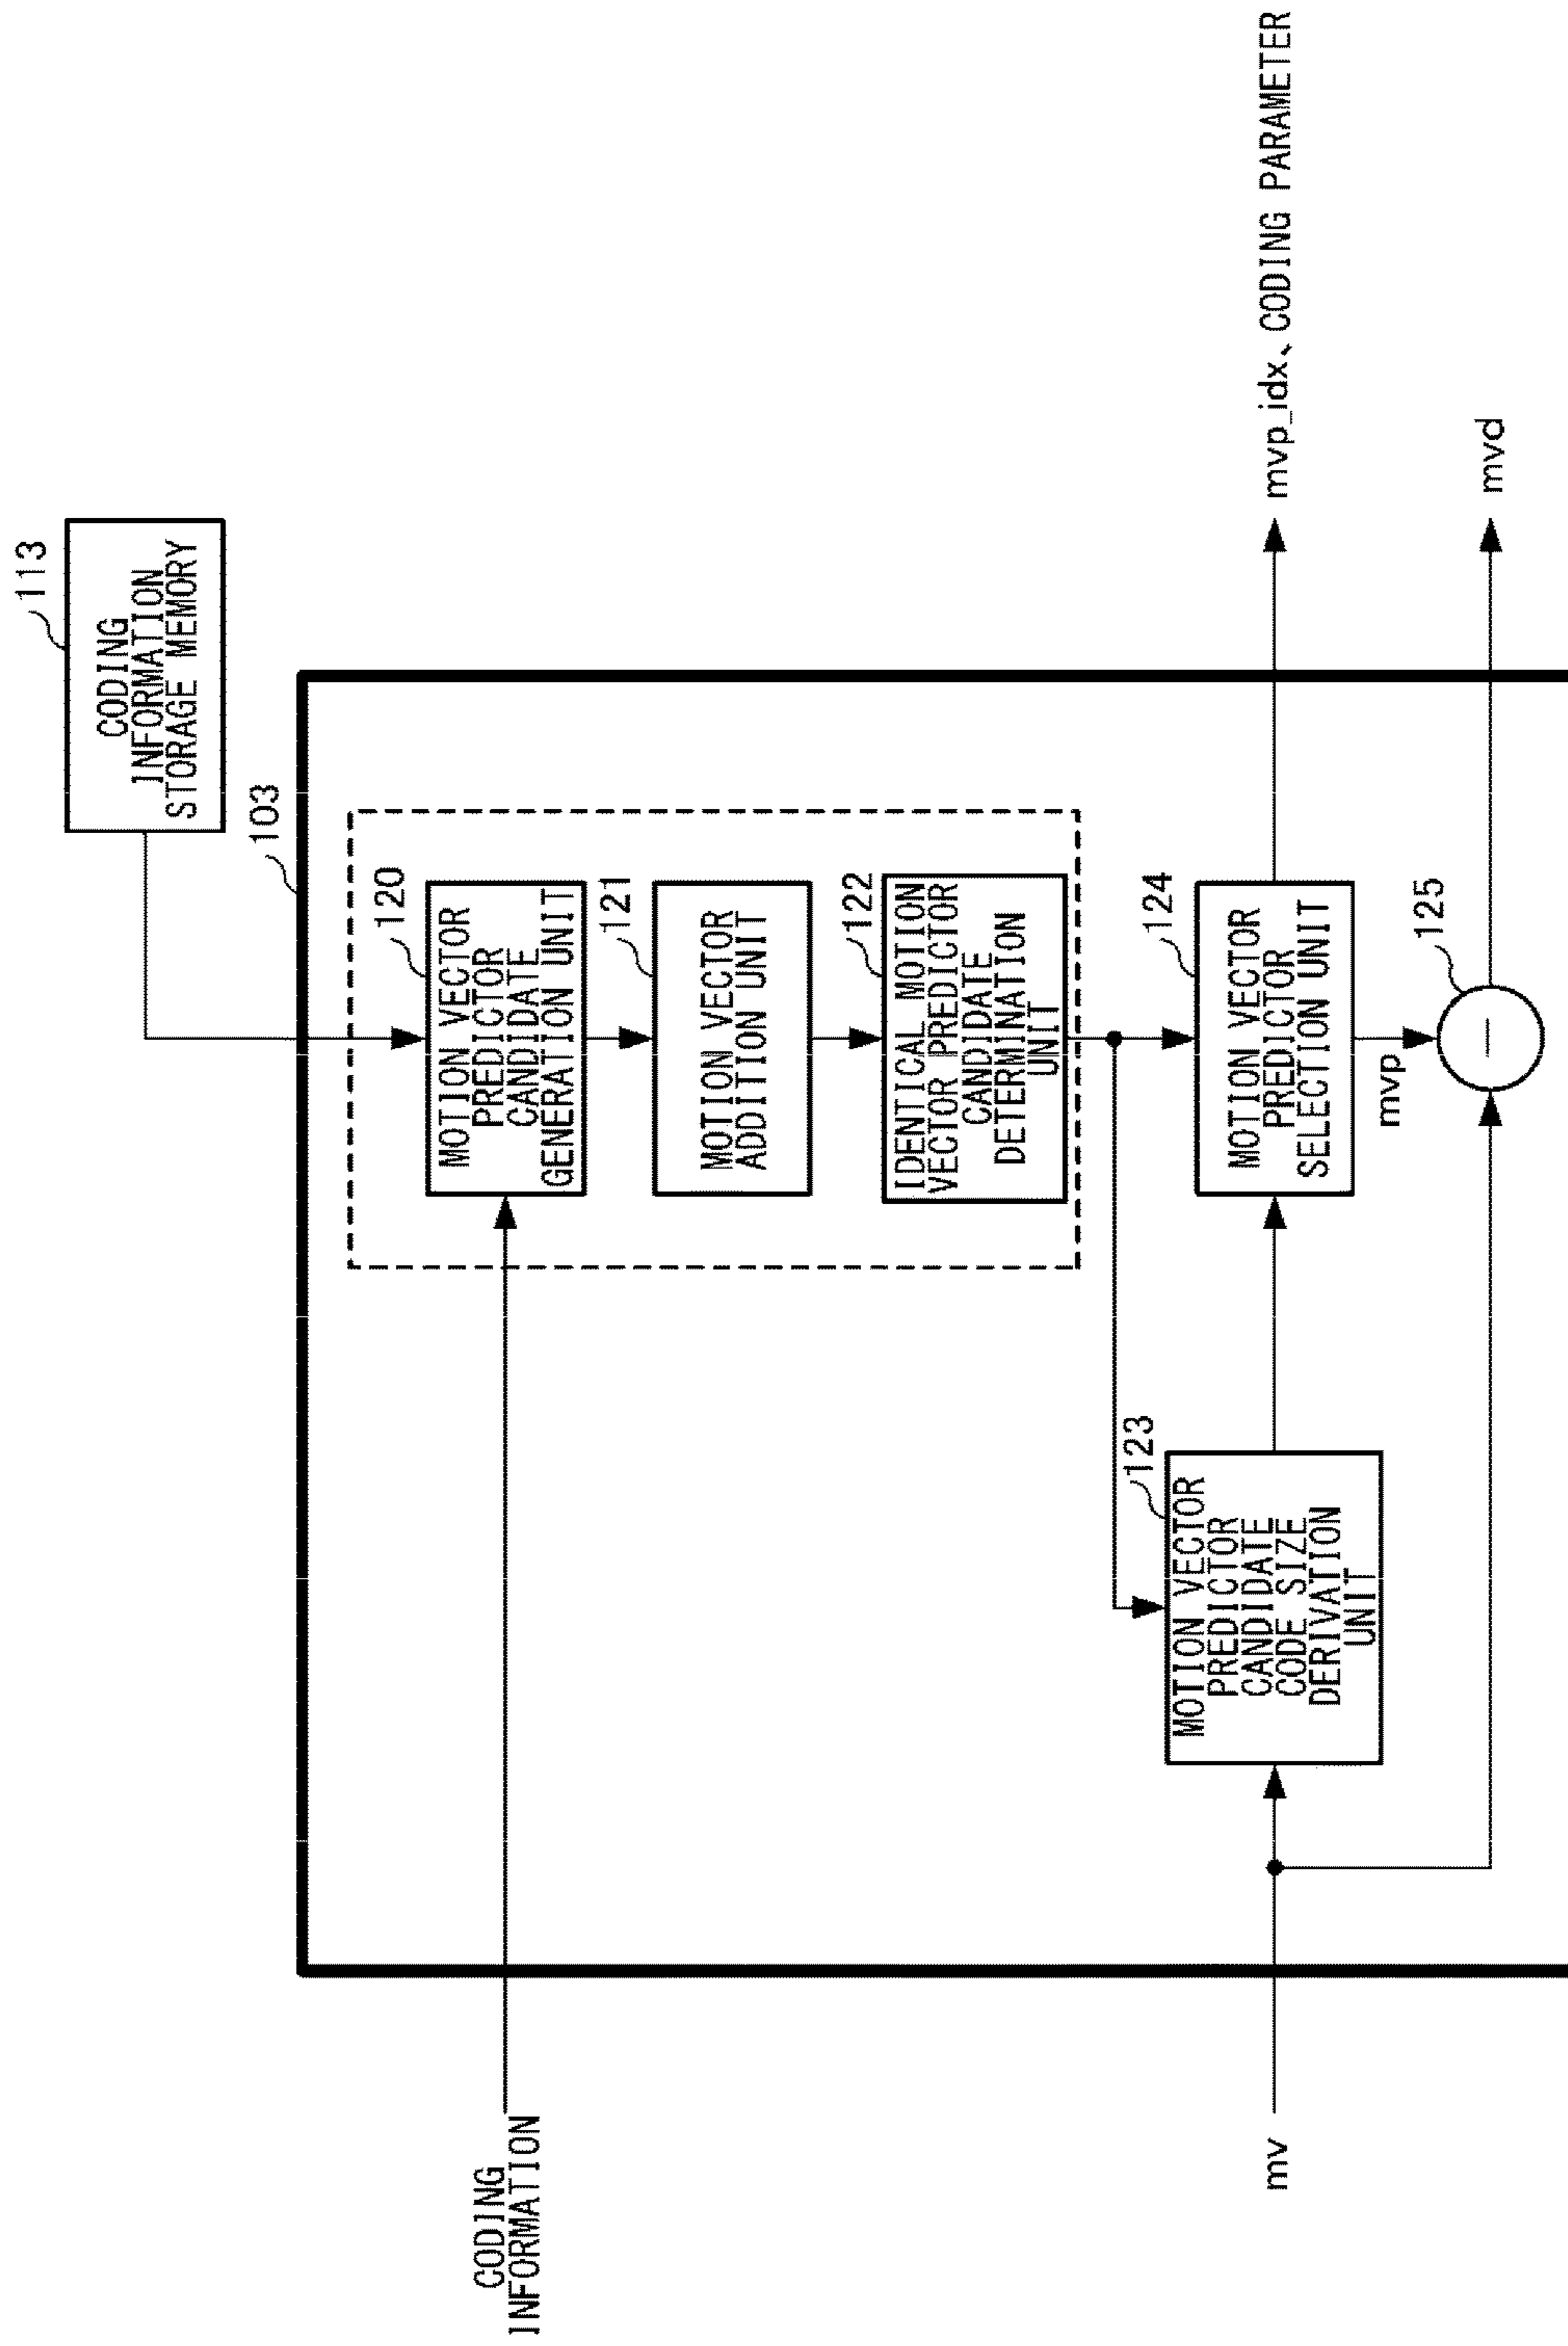 113
CODING
INFORMATION
STORAGE MEMORY
103
CODING
INFORMATION
120
MOTION VECTOR
PREDICTOR
CANDIDATE
GENERATION UNIT
121
MOTION VECTOR
ADDITION UNIT
122
IDENTICAL MOTION
VECTOR PREDICTOR
CANDIDATE
DETERMINATION
UNIT
mv
123
MOTION VECTOR
PREDICTOR
CANDIDATE
CODE SIZE
DERIVATION
UNIT
124
MOTION VECTOR
PREDICTOR
SELECTION UNIT
mvp_idx、CODING PARAMETER
mvp
125
—
mvd